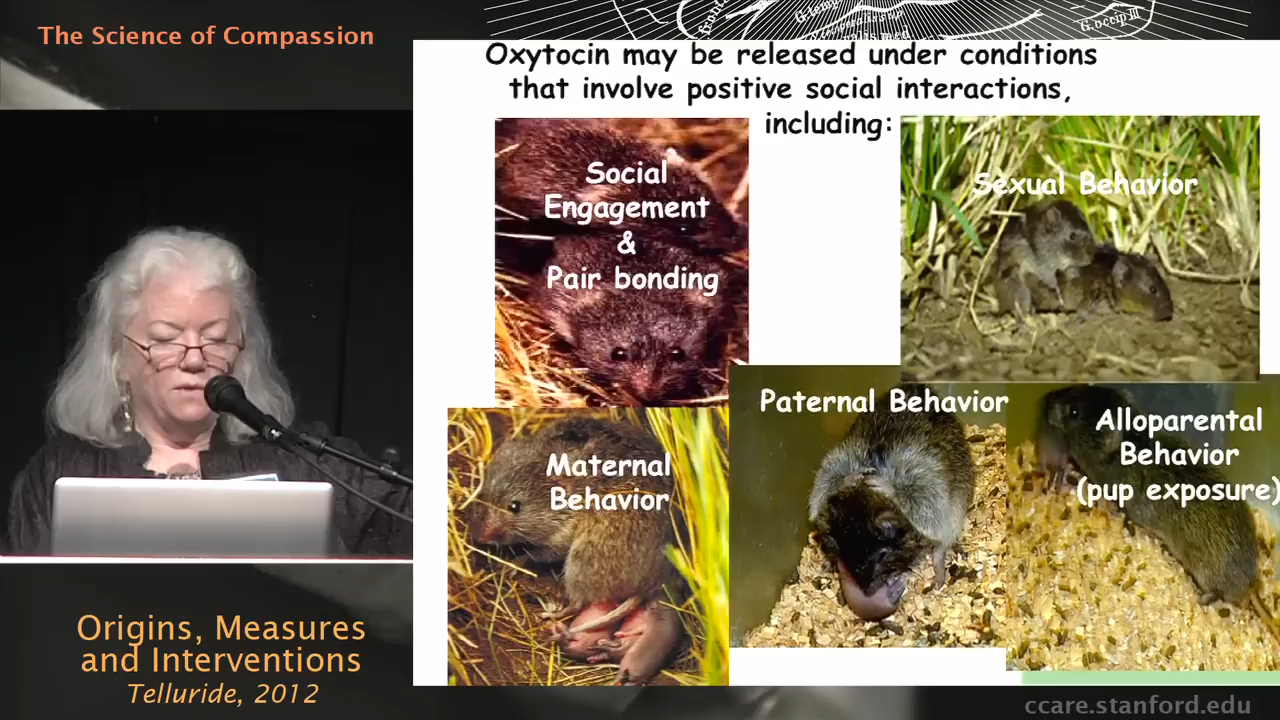 The Science of Compassion
G.occip III
Oxytocin may be released under conditions
that involve positive social interactions,
including:
Social
Engagement
&
Pair bonding
Sexual Behavior
Maternal
Behavior
Paternal Behavior
Alloparental
Behavior
(pup exposure)
Origins, Measures
and Interventions
Telluride, 2012
ccare.stanford.edu